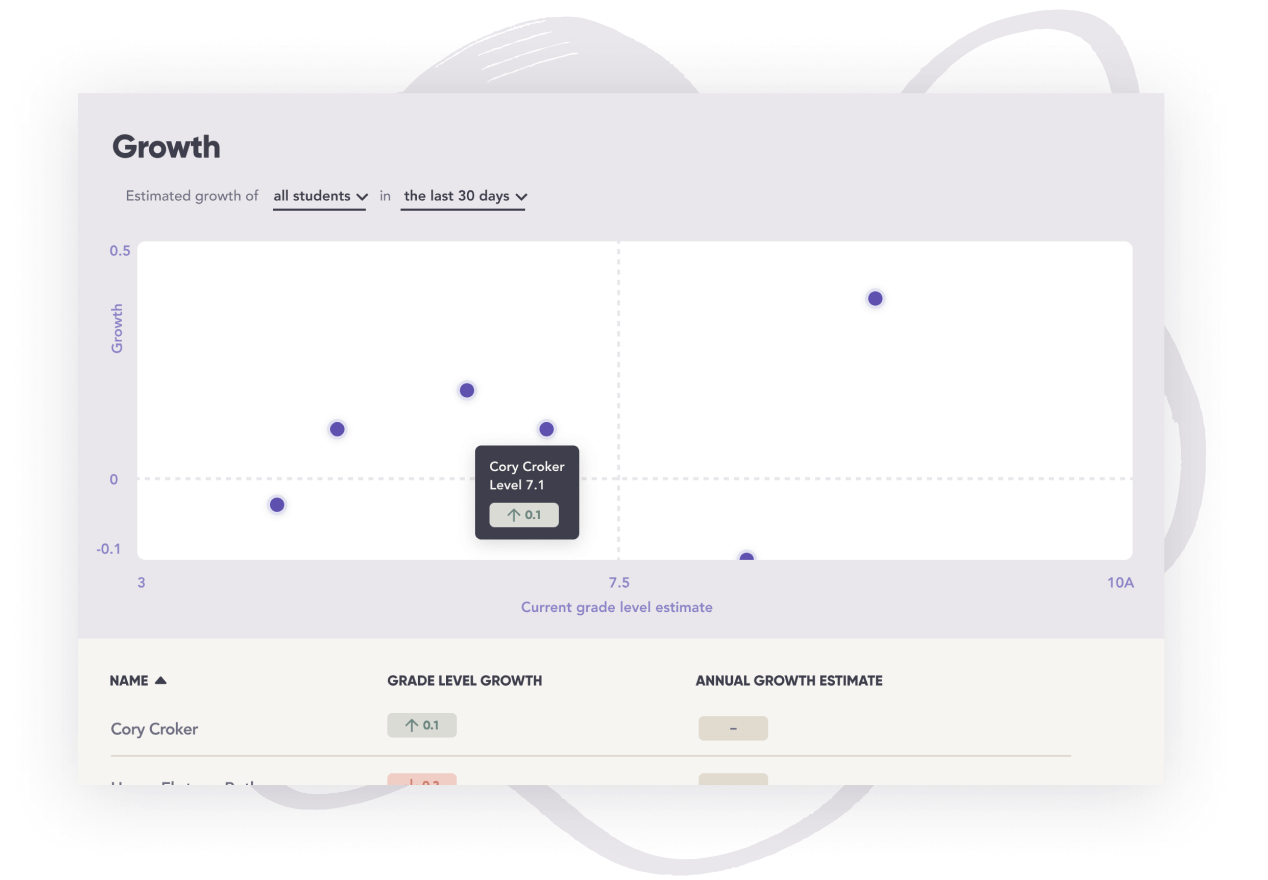 Growth
Estimated growth of all students in the last 30 days
0.5
Growth
0
-0.1
Cory Croker
Level 7.1
↑ 0.1
3 7.5 10A
Current grade level estimate
NAME GRADE LEVEL GROWTH ANNUAL GROWTH ESTIMATE
Cory Croker ↑ 0.1 –